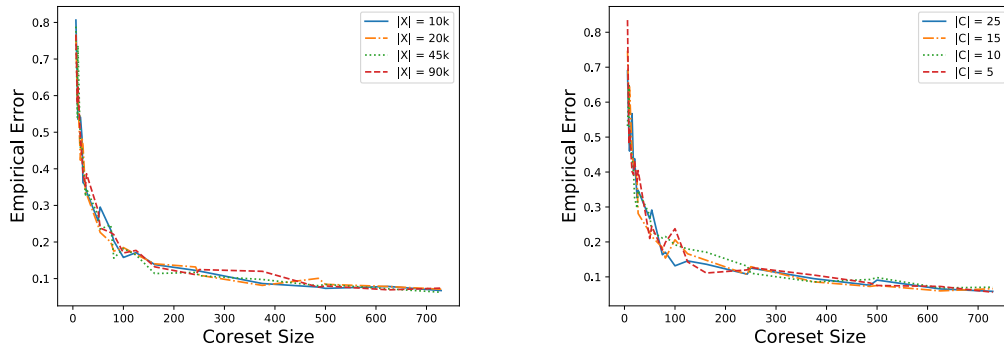 0.8
0.7
0.6
0.5
0.4
0.3
0.2
0.1
Empirical Error
0
100
200
300
400
500
600
700
Coreset Size
|X| = 10k
|X| = 20k
|X| = 45k
|X| = 90k
0.8
0.7
0.6
0.5
0.4
0.3
0.2
0.1
Empirical Error
0
100
200
300
400
500
600
700
Coreset Size
|C| = 25
|C| = 15
|C| = 10
|C| = 5